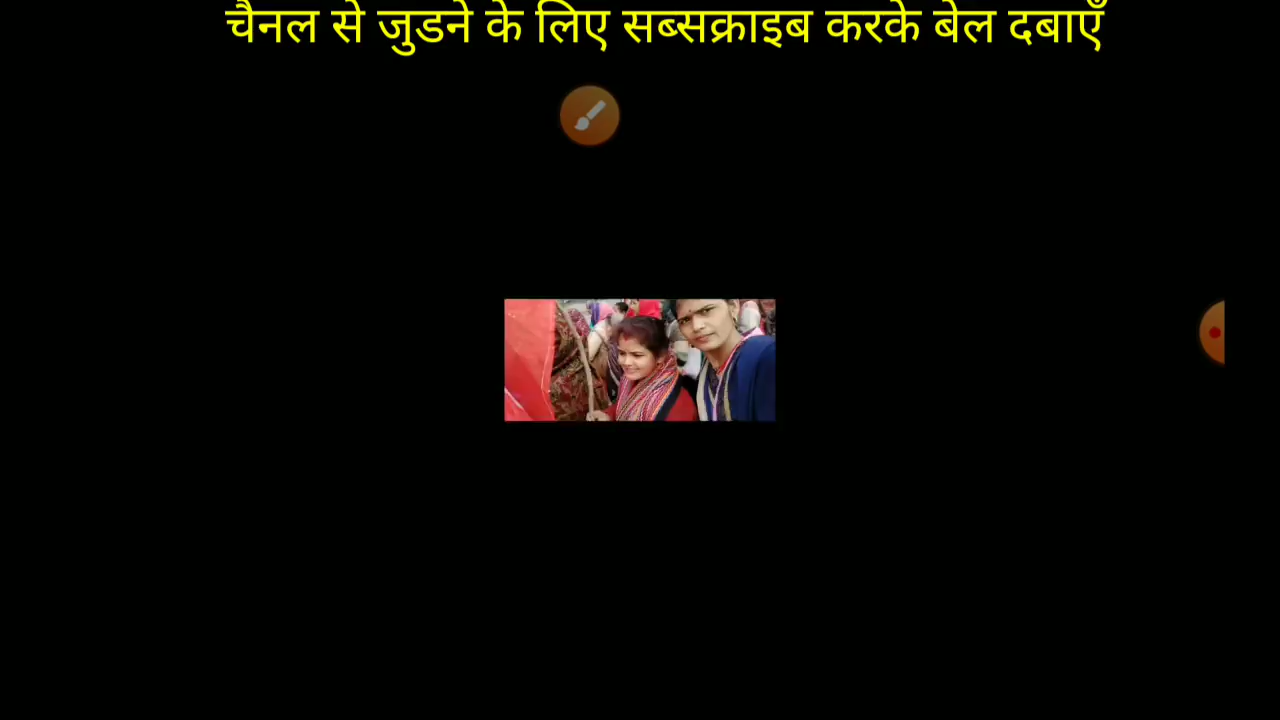 चैनल से जुडने के लिए सब्सक्राइब करके बेल दबाएँ